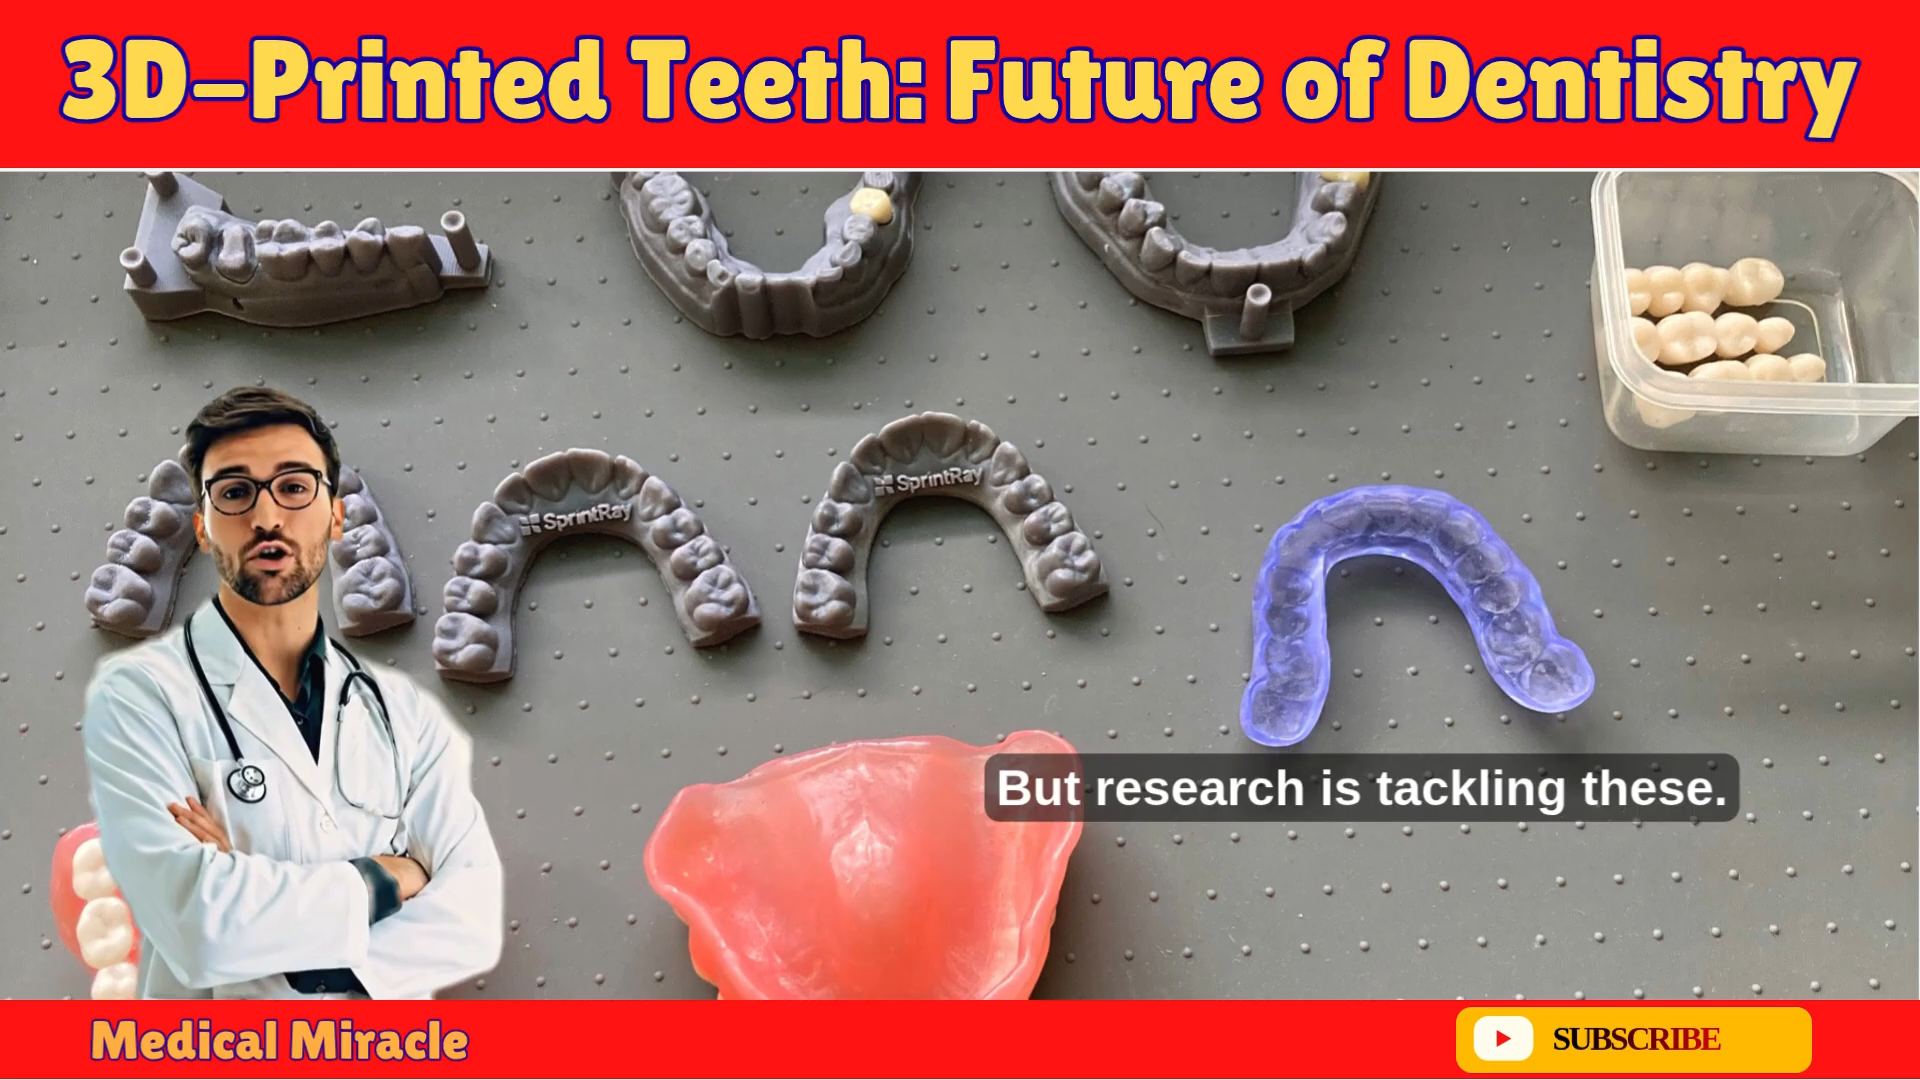 3D-Printed Teeth: Future of Dentistry
SprintRay
SprintRay
But research is tackling these.
Medical Miracle
SUBSCRIBE